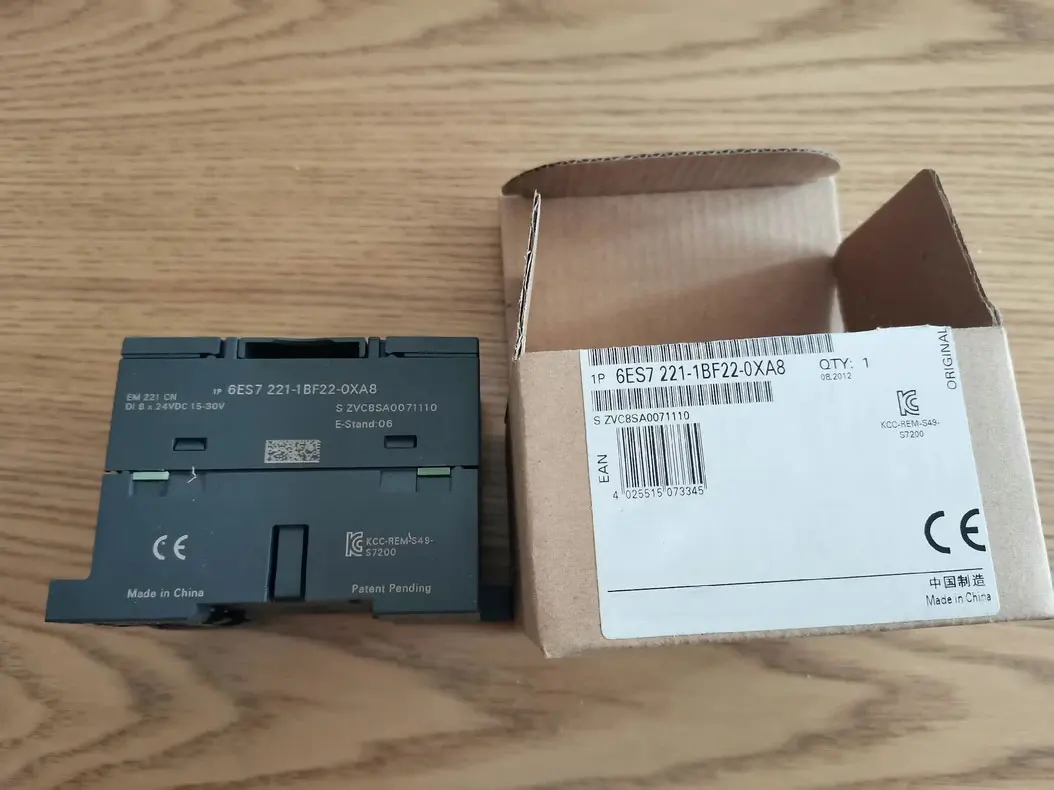 1P 6ES7 221-1BF22-0XA8
EM 221 CN
DI 8 x 24VDC 15-30V
S ZVC8SA0071110
E-Stand:06
CE
KCC-REM-S49-
S7200
Made in China
Patent Pending
1P 6ES7 221-1BF22-0XA8
QTY: 1
08.2012
ORIGINAL
S ZVC8SA0071110
KCC-REM-S49-
S7200
EAN
4 025515 073345
CE
中国制造
Made in China